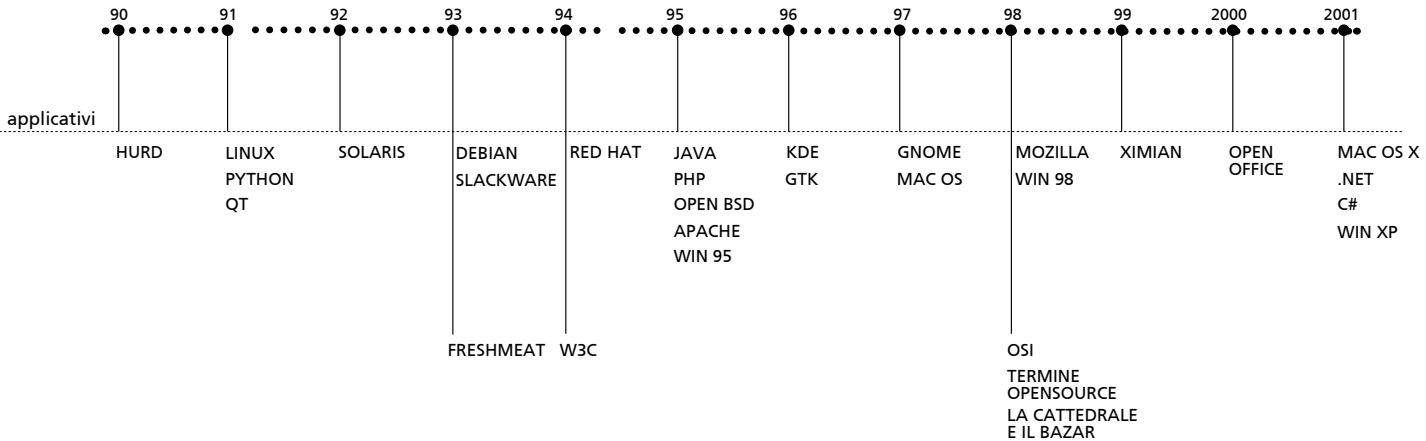 90 91 92 93 94 95 96 97 98 99 2000 2001
applicativi
HURD LINUX SOLARIS DEBIAN RED HAT JAVA KDE GNOME MOZILLA XIMIAN OPEN MAC OS X
OFFICE
PYTHON SLACKWARE PHP GTK MAC OS WIN 98 .NET
QT OPEN BSD C#
APACHE WIN XP
WIN 95
FRESHMEAT W3C OSI
TERMINE
OPENSOURCE
LA CATTEDRALE
E IL BAZAR